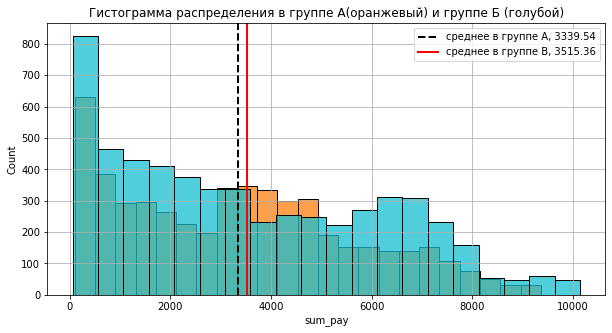 Гистограмма распределения в группе А(оранжевый) и группе Б (голубой)
среднее в группе А, 3339.54
среднее в группе В, 3515.36
800
700
600
500
400
300
200
100
0
Count
0 2000 4000 6000 8000 10000
sum_pay